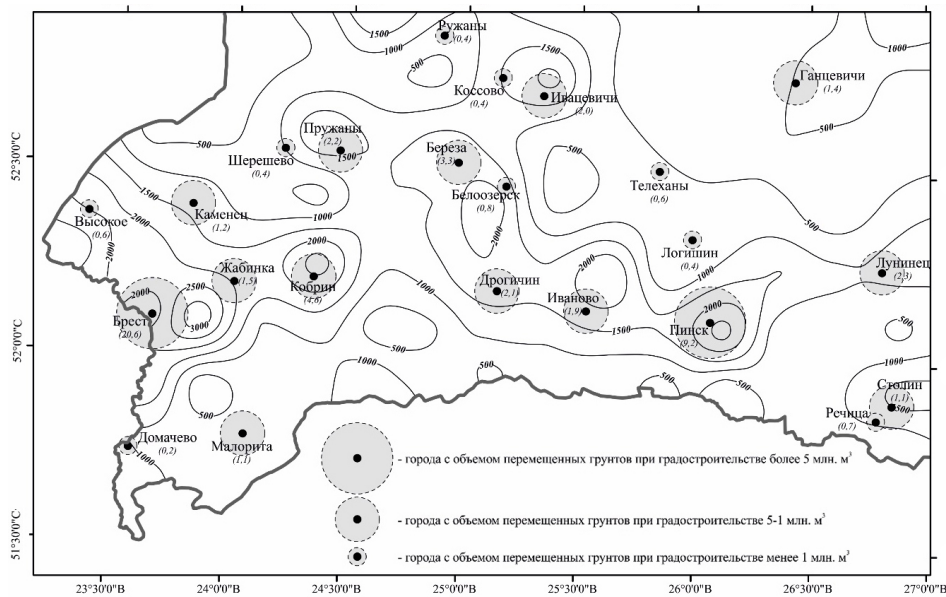 Ружаны
(0,4)
1500
1000
500
1500
1000
Коссово
(0,4)
Ивацевичи
(2,0)
Ганцевичи
(1,4)
500
500
Пружаны
(2,2)
1500
Шерешево
(0,4)
Береза
(3,3)
Белоозерск
(0,8)
500
Телеханы
(0,6)
1500
1000
Высокое
(0,6)
Каменец
(1,2)
2000
2000
2000
2000
500
Логишин
(0,4)
Жабинка
(1,5)
Кобрин
(4,6)
Дрогичин
(2,1)
2000
Иваново
(1,9)
1000
Лунинец
(2,3)
2000
2500
3000
Брест
(20,6)
1000
1500
2000
Пинск
(9,2)
500
500
1000
500
500
500
1000
Столин
(1,1)
500
Речица
(0,7)
500
Домачево
(0,2)
1000
Малорита
(1,1)
- города с объемом перемещенных грунтов при градостроительстве более 5 млн. м³
- города с объемом перемещенных грунтов при градостроительстве 5-1 млн. м³
- города с объемом перемещенных грунтов при градостроительстве менее 1 млн. м³
52°30'0"С
52°0'0"С
51°30'0"С
23°30'0"В
24°0'0"В
24°30'0"В
25°0'0"В
25°30'0"В
26°0'0"В
26°30'0"В
27°0'0"В